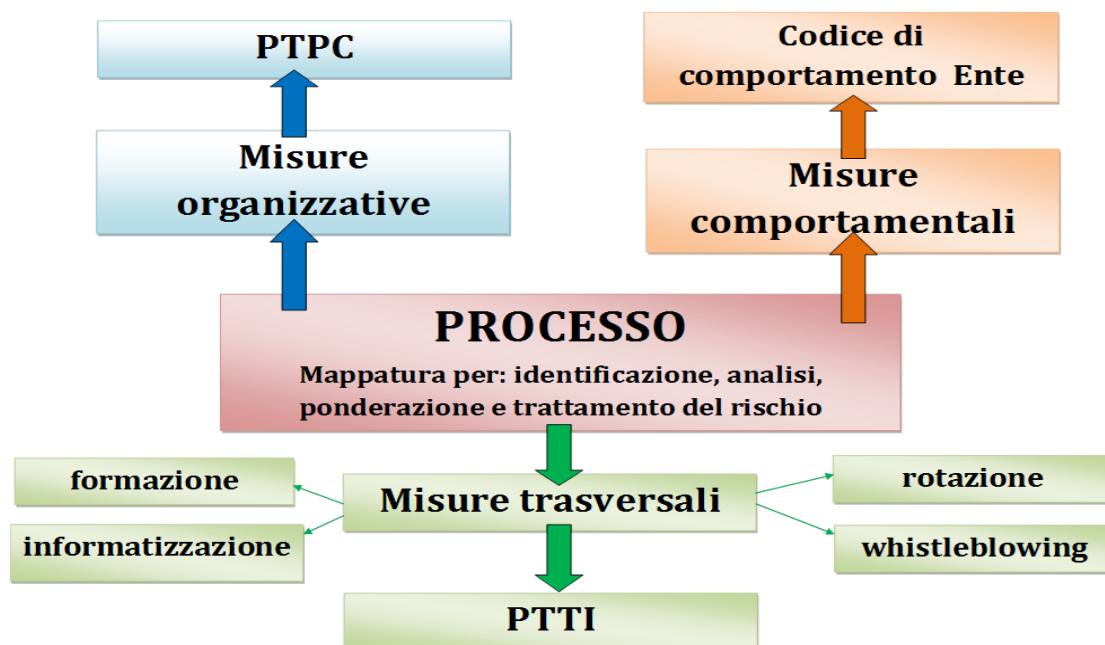 PTPC
Codice di
comportamento Ente
Misure
organizzative
Misure
comportamentali
PROCESSO
Mappatura per: identificazione, analisi,
ponderazione e trattamento del rischio
formazione
Misure trasversali
rotazione
informatizzazione
whistleblowing
PTTI